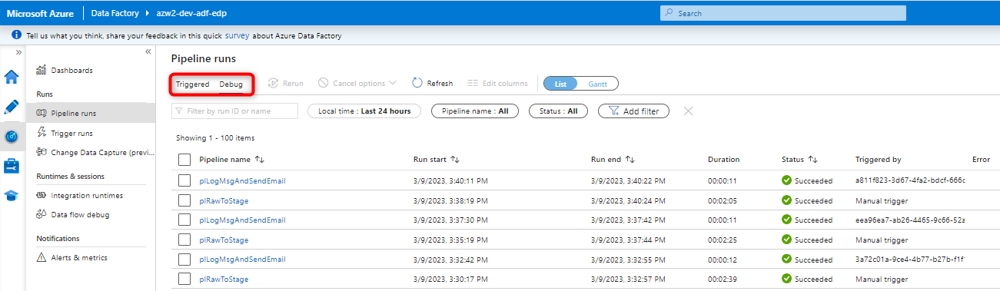 Microsoft Azure Data Factory azw2-dev-adf-edp Search
Tell us what you think, share your feedback in this quick survey about Azure Data Factory
Dashboards
Runs
Pipeline runs
Trigger runs
Change Data Capture (previ...
Runtimes & sessions
Integration runtimes
Data flow debug
Notifications
Alerts & metrics
Pipeline runs
Triggered Debug Rerun Cancel options Refresh Edit columns List Gantt
Filter by run ID or name Local time : Last 24 hours Pipeline name : All Status : All Add filter
Showing 1 - 100 items
Pipeline name Run start Run end Duration Status Triggered by Error
plLogMsgAndSendEmail 3/9/2023, 3:40:11 PM 3/9/2023, 3:40:22 PM 00:00:11 Succeeded a811f823-3d67-4fa2-bdcf-666c
plRawToStage 3/9/2023, 3:38:19 PM 3/9/2023, 3:40:24 PM 00:02:05 Succeeded Manual trigger
plLogMsgAndSendEmail 3/9/2023, 3:37:30 PM 3/9/2023, 3:37:42 PM 00:00:11 Succeeded eea96ea7-ab26-4465-9c66-52a
plRawToStage 3/9/2023, 3:35:19 PM 3/9/2023, 3:37:44 PM 00:02:25 Succeeded Manual trigger
plLogMsgAndSendEmail 3/9/2023, 3:32:42 PM 3/9/2023, 3:32:55 PM 00:00:12 Succeeded 3a72c01a-9ce4-4b77-b27b-f1f
plRawToStage 3/9/2023, 3:30:17 PM 3/9/2023, 3:32:57 PM 00:02:39 Succeeded Manual trigger